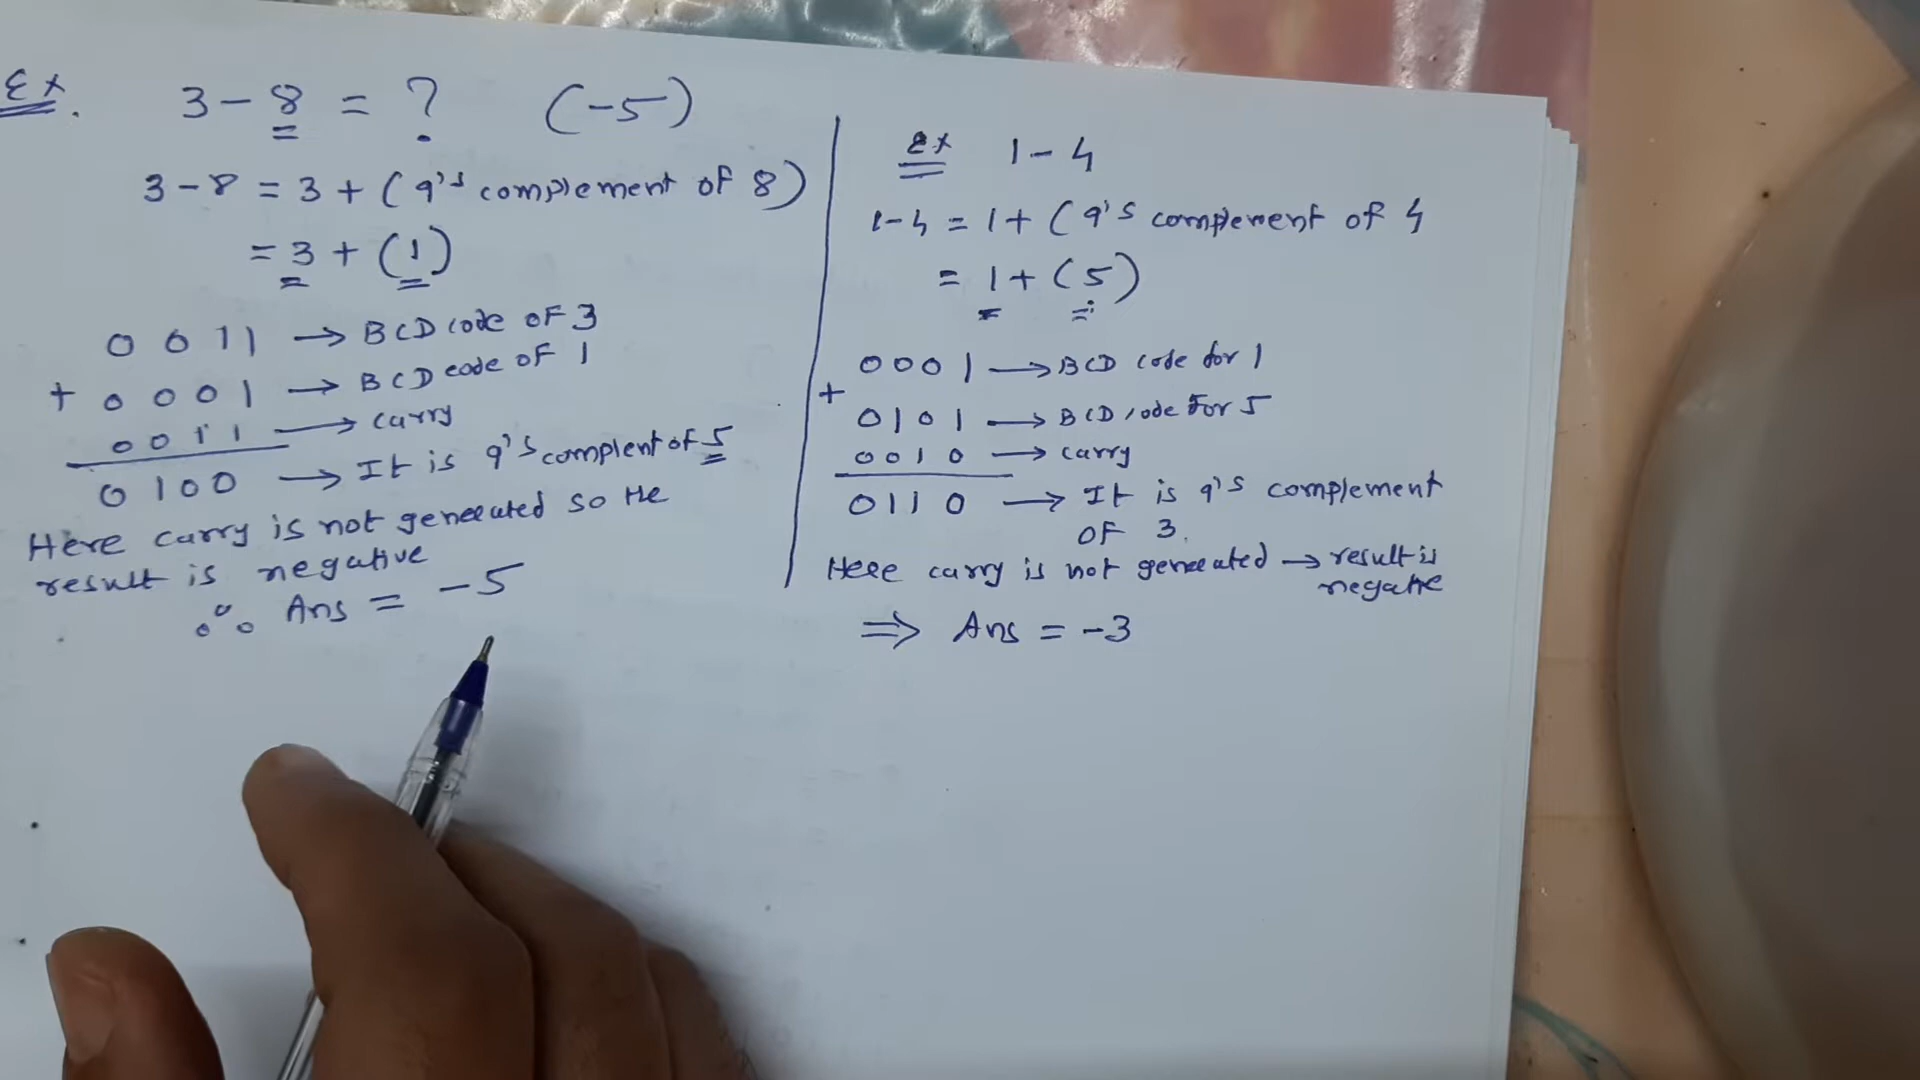 Ex. 3 - 8 = ? (-5)
3 - 8 = 3 + (9's complement of 8)
= 3 + (1)
0 0 1 1 → BCD code of 3
+ 0 0 0 1 → BCD code of 1
0 0 1 1 → carry
0 1 0 0 → It is 9's complent of 5
Here carry is not generated so the
result is negative
∴ Ans = -5
Ex 1 - 4
1 - 4 = 1 + (9's complement of 4
= 1 + (5)
0 0 0 1 → BCD code for 1
+
0 1 0 1 → BCD code for 5
0 0 1 0 → carry
0 1 1 0 → It is 9's complement
of 3.
Here carry is not generated → result is
negative
⇒ Ans = -3